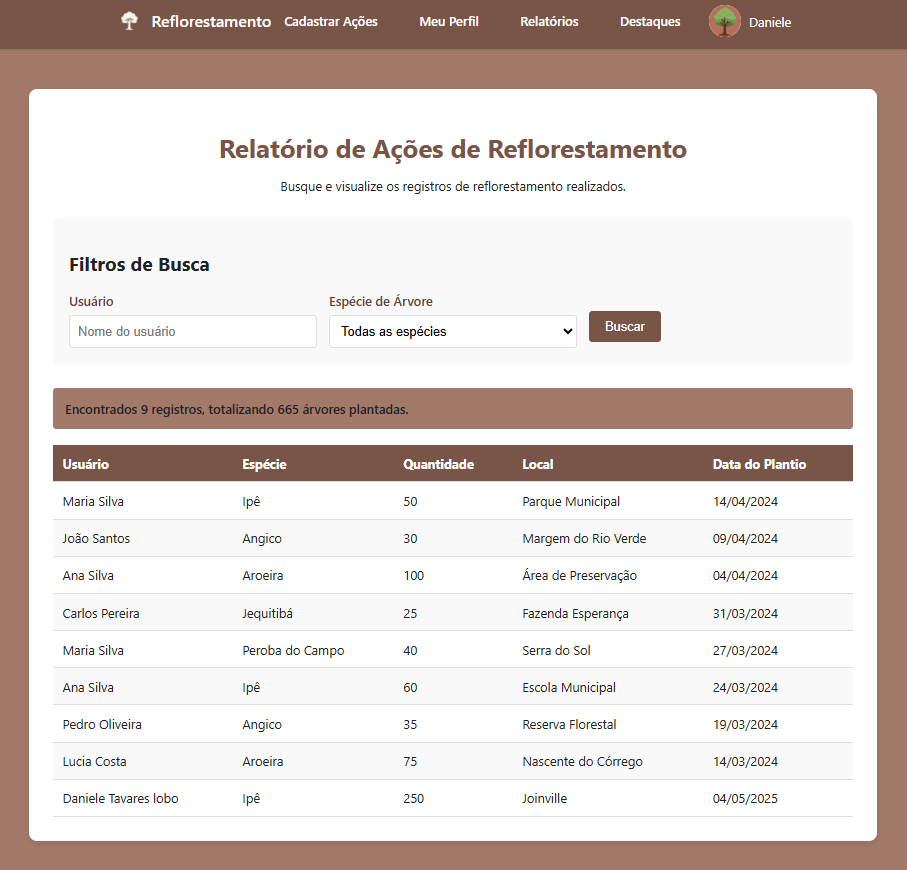 Reflorestamento Cadastrar Ações Meu Perfil Relatórios Destaques Daniele
Relatório de Ações de Reflorestamento
Busque e visualize os registros de reflorestamento realizados.
Filtros de Busca
Usuário Espécie de Árvore
Nome do usuário Todas as espécies Buscar
Encontrados 9 registros, totalizando 665 árvores plantadas.
Usuário Espécie Quantidade Local Data do Plantio
Maria Silva Ipê 50 Parque Municipal 14/04/2024
João Santos Angico 30 Margem do Rio Verde 09/04/2024
Ana Silva Aroeira 100 Área de Preservação 04/04/2024
Carlos Pereira Jequitibá 25 Fazenda Esperança 31/03/2024
Maria Silva Peroba do Campo 40 Serra do Sol 27/03/2024
Ana Silva Ipê 60 Escola Municipal 24/03/2024
Pedro Oliveira Angico 35 Reserva Florestal 19/03/2024
Lucia Costa Aroeira 75 Nascente do Córrego 14/03/2024
Daniele Tavares lobo Ipê 250 Joinville 04/05/2025